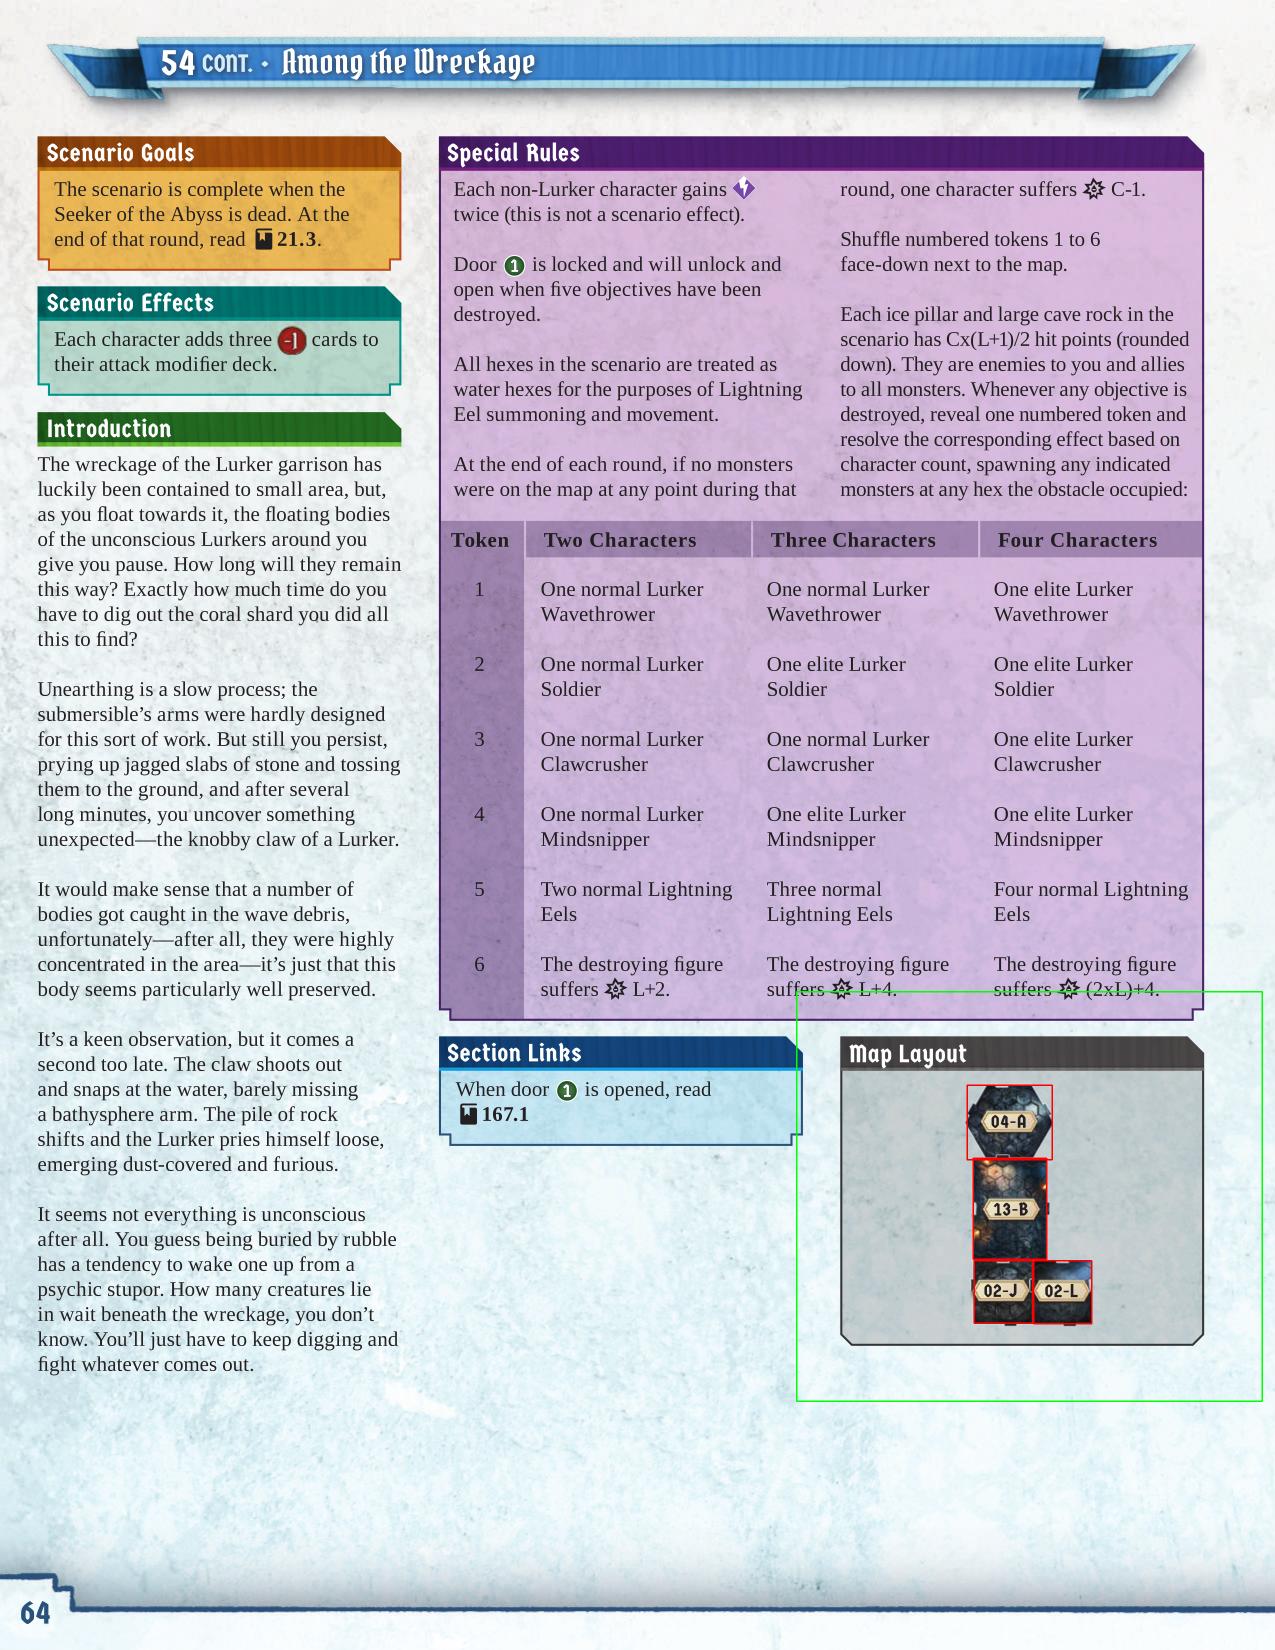 54 CONT. · Among the Wreckage
Scenario Goals
The scenario is complete when the
Seeker of the Abyss is dead. At the
end of that round, read 21.3.
Scenario Effects
Each character adds three -1 cards to
their attack modifier deck.
Introduction
The wreckage of the Lurker garrison has
luckily been contained to small area, but,
as you float towards it, the floating bodies
of the unconscious Lurkers around you
give you pause. How long will they remain
this way? Exactly how much time do you
have to dig out the coral shard you did all
this to find?
Unearthing is a slow process; the
submersible’s arms were hardly designed
for this sort of work. But still you persist,
prying up jagged slabs of stone and tossing
them to the ground, and after several
long minutes, you uncover something
unexpected—the knobby claw of a Lurker.
It would make sense that a number of
bodies got caught in the wave debris,
unfortunately—after all, they were highly
concentrated in the area—it’s just that this
body seems particularly well preserved.
It’s a keen observation, but it comes a
second too late. The claw shoots out
and snaps at the water, barely missing
a bathysphere arm. The pile of rock
shifts and the Lurker pries himself loose,
emerging dust-covered and furious.
It seems not everything is unconscious
after all. You guess being buried by rubble
has a tendency to wake one up from a
psychic stupor. How many creatures lie
in wait beneath the wreckage, you don’t
know. You’ll just have to keep digging and
fight whatever comes out.
Special Rules
Each non-Lurker character gains
twice (this is not a scenario effect).
Door 1 is locked and will unlock and
open when five objectives have been
destroyed.
All hexes in the scenario are treated as
water hexes for the purposes of Lightning
Eel summoning and movement.
At the end of each round, if no monsters
were on the map at any point during that
round, one character suffers C-1.
Shuffle numbered tokens 1 to 6
face-down next to the map.
Each ice pillar and large cave rock in the
scenario has Cx(L+1)/2 hit points (rounded
down). They are enemies to you and allies
to all monsters. Whenever any objective is
destroyed, reveal one numbered token and
resolve the corresponding effect based on
character count, spawning any indicated
monsters at any hex the obstacle occupied:
Token Two Characters Three Characters Four Characters
1 One normal Lurker One normal Lurker One elite Lurker
Wavethrower Wavethrower Wavethrower
2 One normal Lurker One elite Lurker One elite Lurker
Soldier Soldier Soldier
3 One normal Lurker One normal Lurker One elite Lurker
Clawcrusher Clawcrusher Clawcrusher
4 One normal Lurker One elite Lurker One elite Lurker
Mindsnipper Mindsnipper Mindsnipper
5 Two normal Lightning Three normal Four normal Lightning
Eels Lightning Eels Eels
6 The destroying figure The destroying figure The destroying figure
suffers L+2. suffers L+4. suffers (2xL)+4.
Section Links
When door 1 is opened, read
167.1
Map Layout
04-A
13-B
02-J 02-L
64